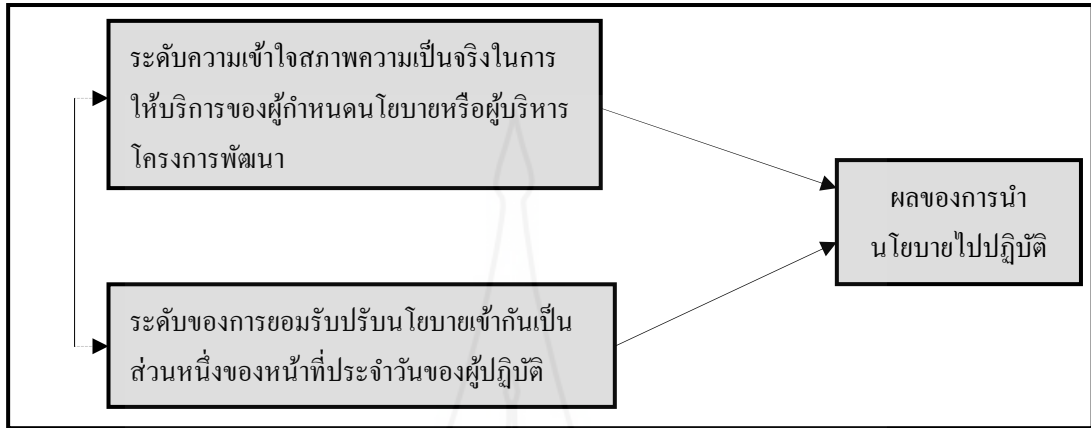 ระดับความเข้าใจสภาพความเป็นจริงในการ
ให้บริการของผู้กำหนดนโยบายหรือผู้บริหาร
โครงการพัฒนา
ผลของการนำ
นโยบายไปปฏิบัติ
ระดับของการยอมรับปรับนโยบายเข้ากันเป็น
ส่วนหนึ่งของหน้าที่ประจำวันของผู้ปฏิบัติ